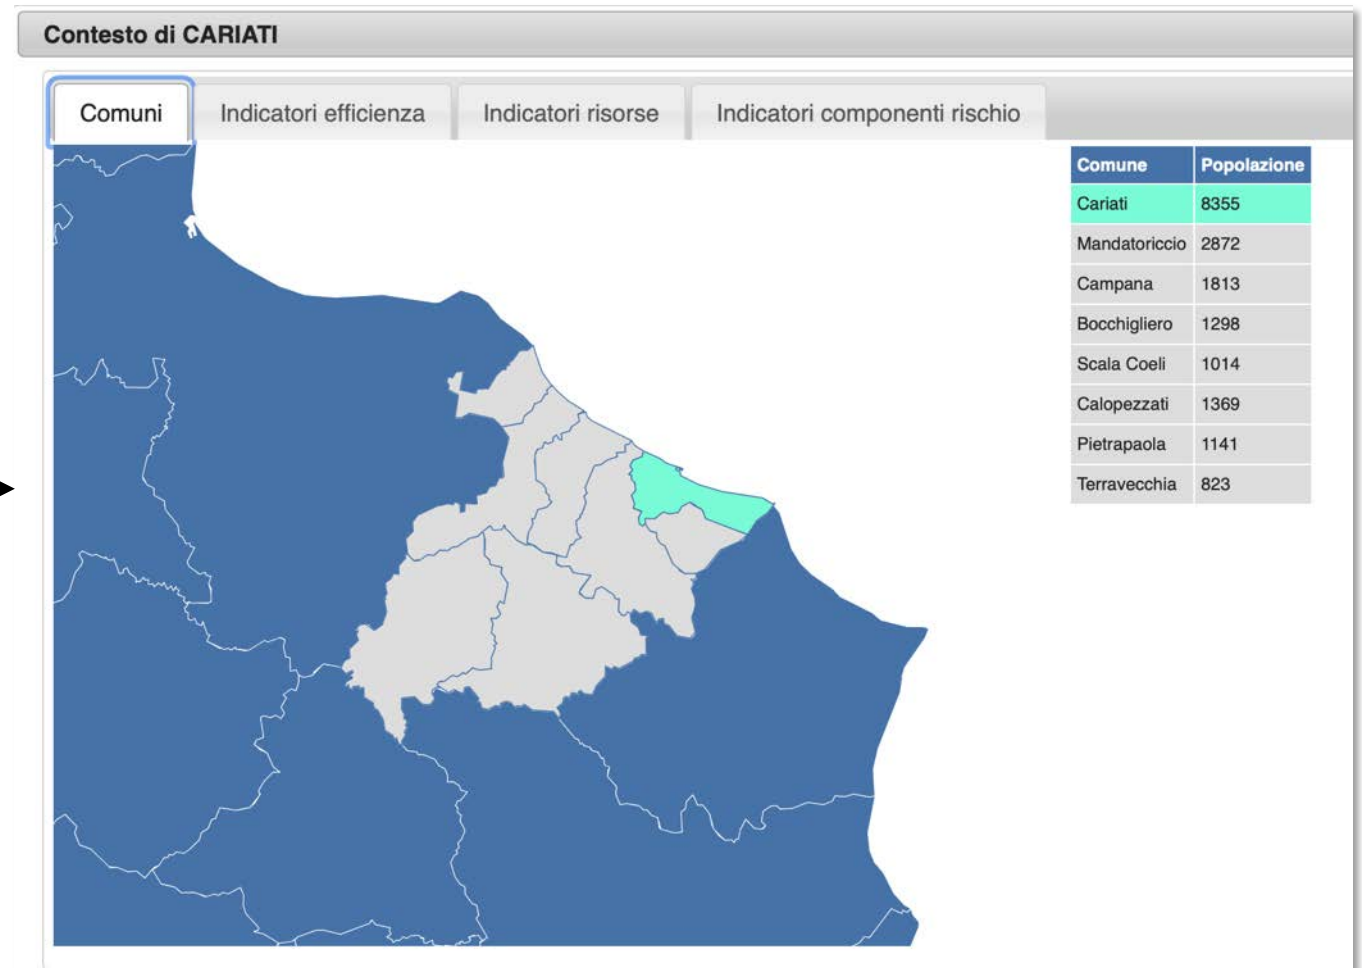 Contesto di CARIATI
Comuni Indicatori efficienza Indicatori risorse Indicatori componenti rischio
Comune Popolazione
Cariati 8355
Mandatoriccio 2872
Campana 1813
Bocchigliero 1298
Scala Coeli 1014
Calopezzati 1369
Pietrapaola 1141
Terravecchia 823